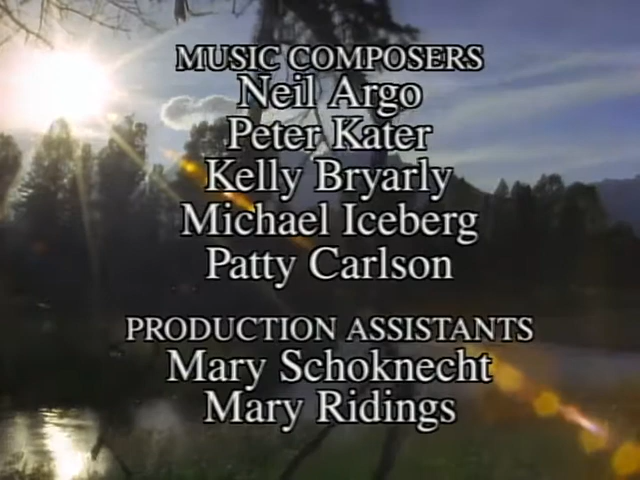 MUSIC COMPOSERS
Neil Argo
Peter Kater
Kelly Bryarly
Michael Iceberg
Patty Carlson
PRODUCTION ASSISTANTS
Mary Schoknecht
Mary Ridings